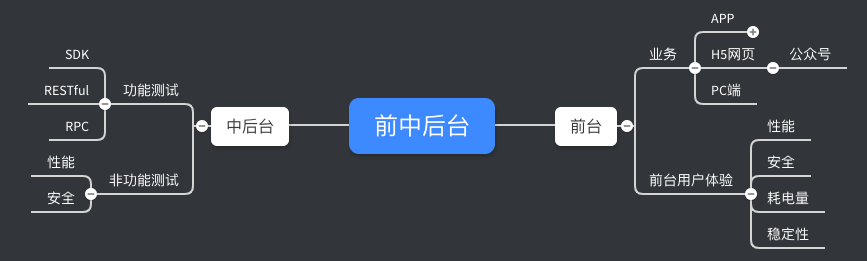 前中后台
中后台
功能测试
SDK
RESTful
RPC
非功能测试
性能
安全
前台
业务
APP
H5网页
公众号
PC端
前台用户体验
性能
安全
耗电量
稳定性